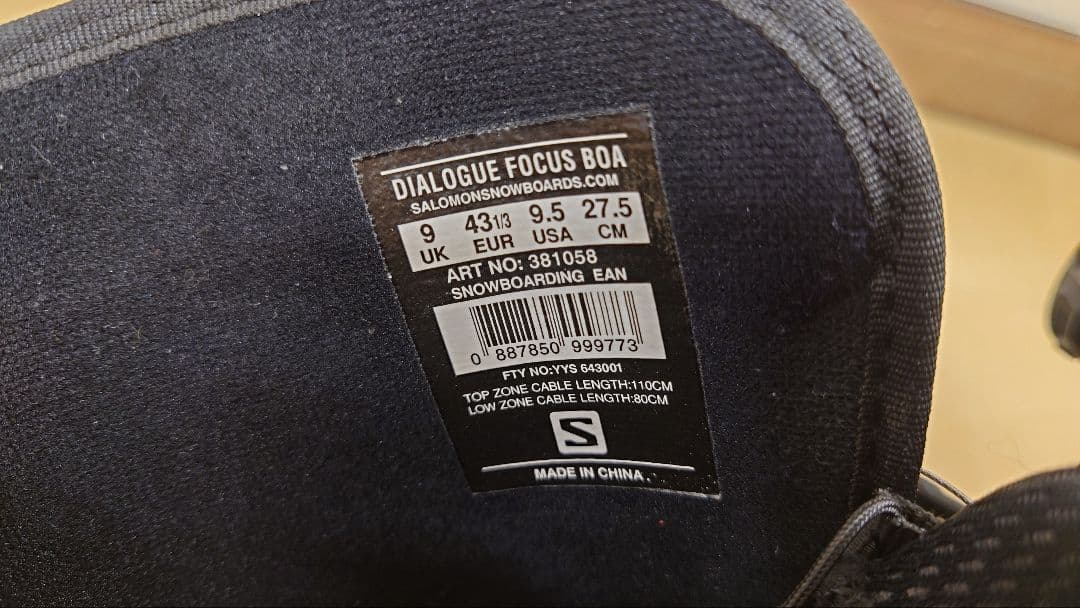 DIALOGUE FOCUS BOA
SALOMONSNOWBOARDS.COM
9 43 1/3 9.5 27.5
UK EUR USA CM
ART NO: 381058
SNOWBOARDING EAN
0 887850 999773
FTY NO:YYS 643001
TOP ZONE CABLE LENGTH:110CM
LOW ZONE CABLE LENGTH:80CM
S
MADE IN CHINA.